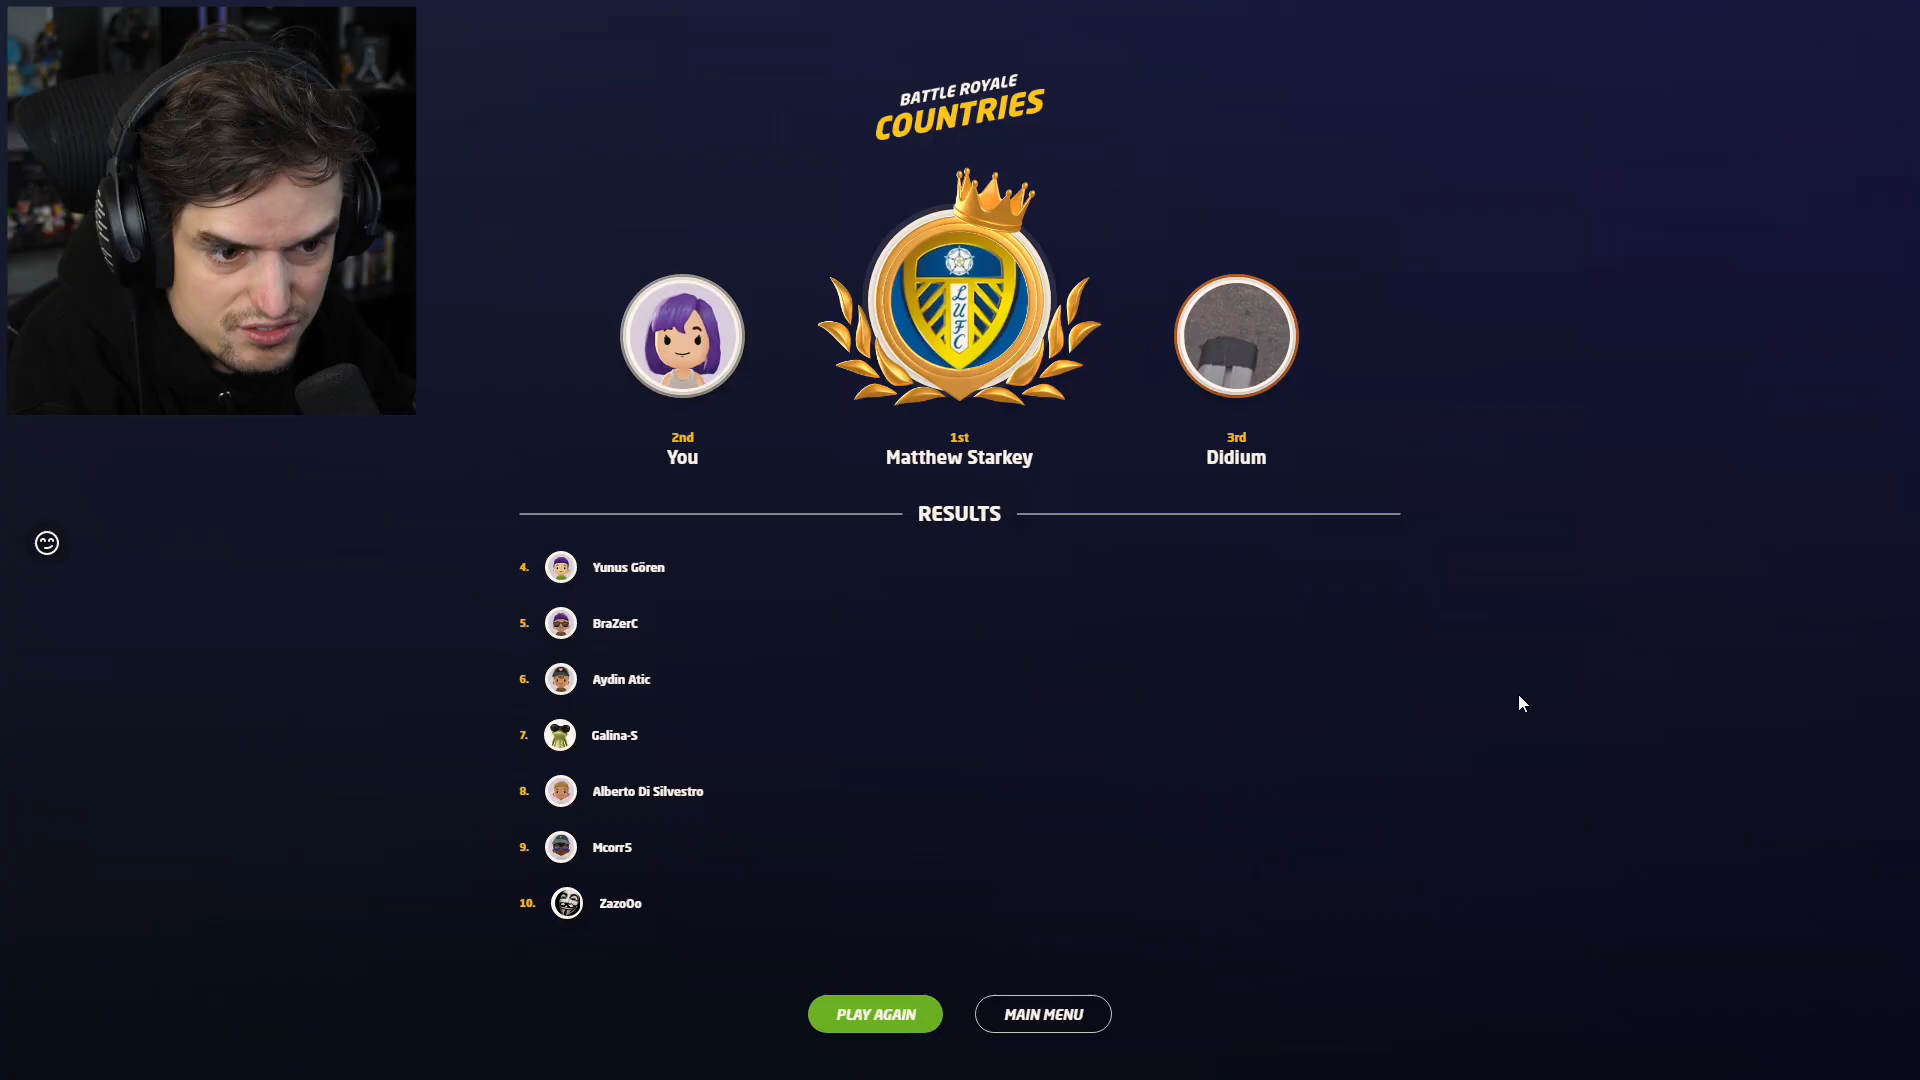 BATTLE ROYALE
COUNTRIES
LUFC
2nd
You
1st
Matthew Starkey
3rd
Didium
RESULTS
4. Yunus Gören
5. BraZerC
6. Aydin Atic
7. Galina-S
8. Alberto Di Silvestro
9. Mcorr5
10. ZazoOo
PLAY AGAIN
MAIN MENU